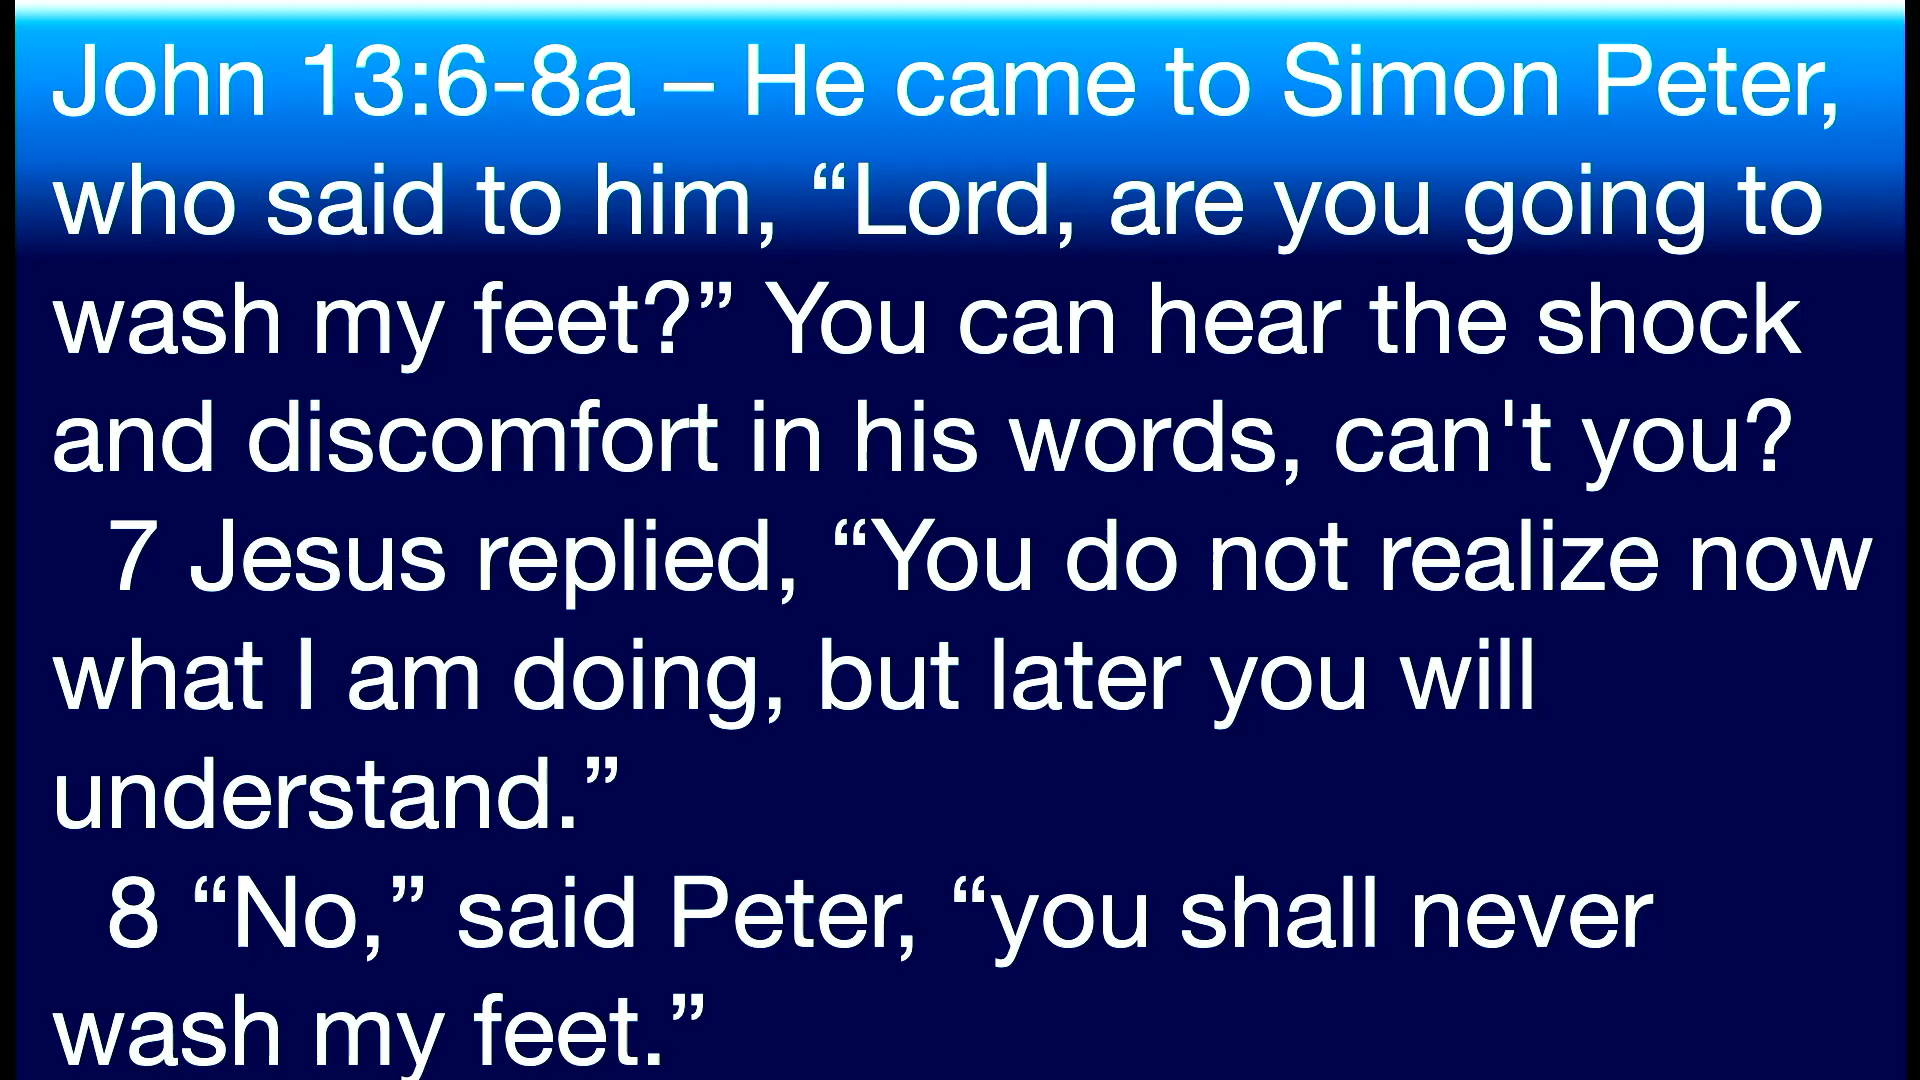 John 13:6-8a – He came to Simon Peter,
who said to him, “Lord, are you going to
wash my feet?” You can hear the shock
and discomfort in his words, can't you?
7 Jesus replied, “You do not realize now
what I am doing, but later you will
understand.”
8 “No,” said Peter, “you shall never
wash my feet.”